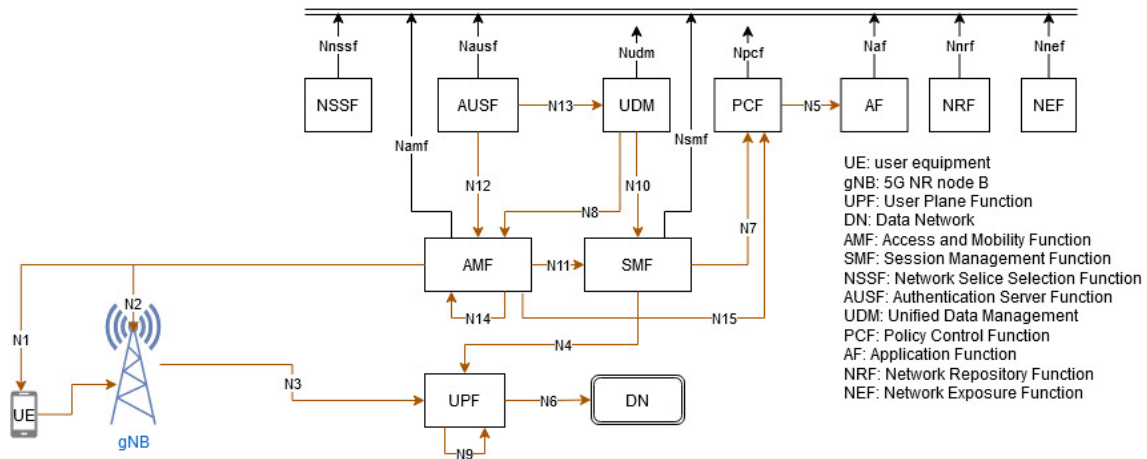 Nnssf
Nausf
Nudm
Npcf
Naf
Nnrf
Nnef
NSSF
AUSF
N13
UDM
PCF
N5
AF
NRF
NEF
Namf
Nsmf
N12
N10
N8
N7
AMF
N11
SMF
N2
N14
N15
N1
N4
N3
UE
gNB
UPF
N6
DN
N9
UE: user equipment
gNB: 5G NR node B
UPF: User Plane Function
DN: Data Network
AMF: Access and Mobility Function
SMF: Session Management Function
NSSF: Network Selice Selection Function
AUSF: Authentication Server Function
UDM: Unified Data Management
PCF: Policy Control Function
AF: Application Function
NRF: Network Repository Function
NEF: Network Exposure Function